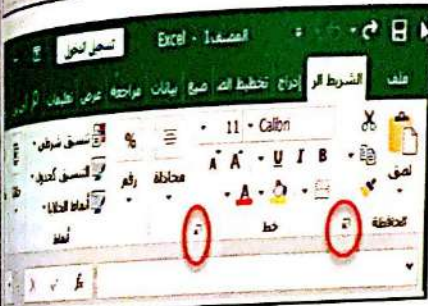 المصنف1 - Excel تسجيل الدخول
ملف الشريط الر إدراج تخطيط الص صيغ بيانات مراجعة عرض تعليمات
لصق
Calibri 11
B I U A A
A
محاذاة
رقم %
تنسيق شرطي
التنسيق كجدول
أنماط الخلايا
الحافظة خط أنماط
fx